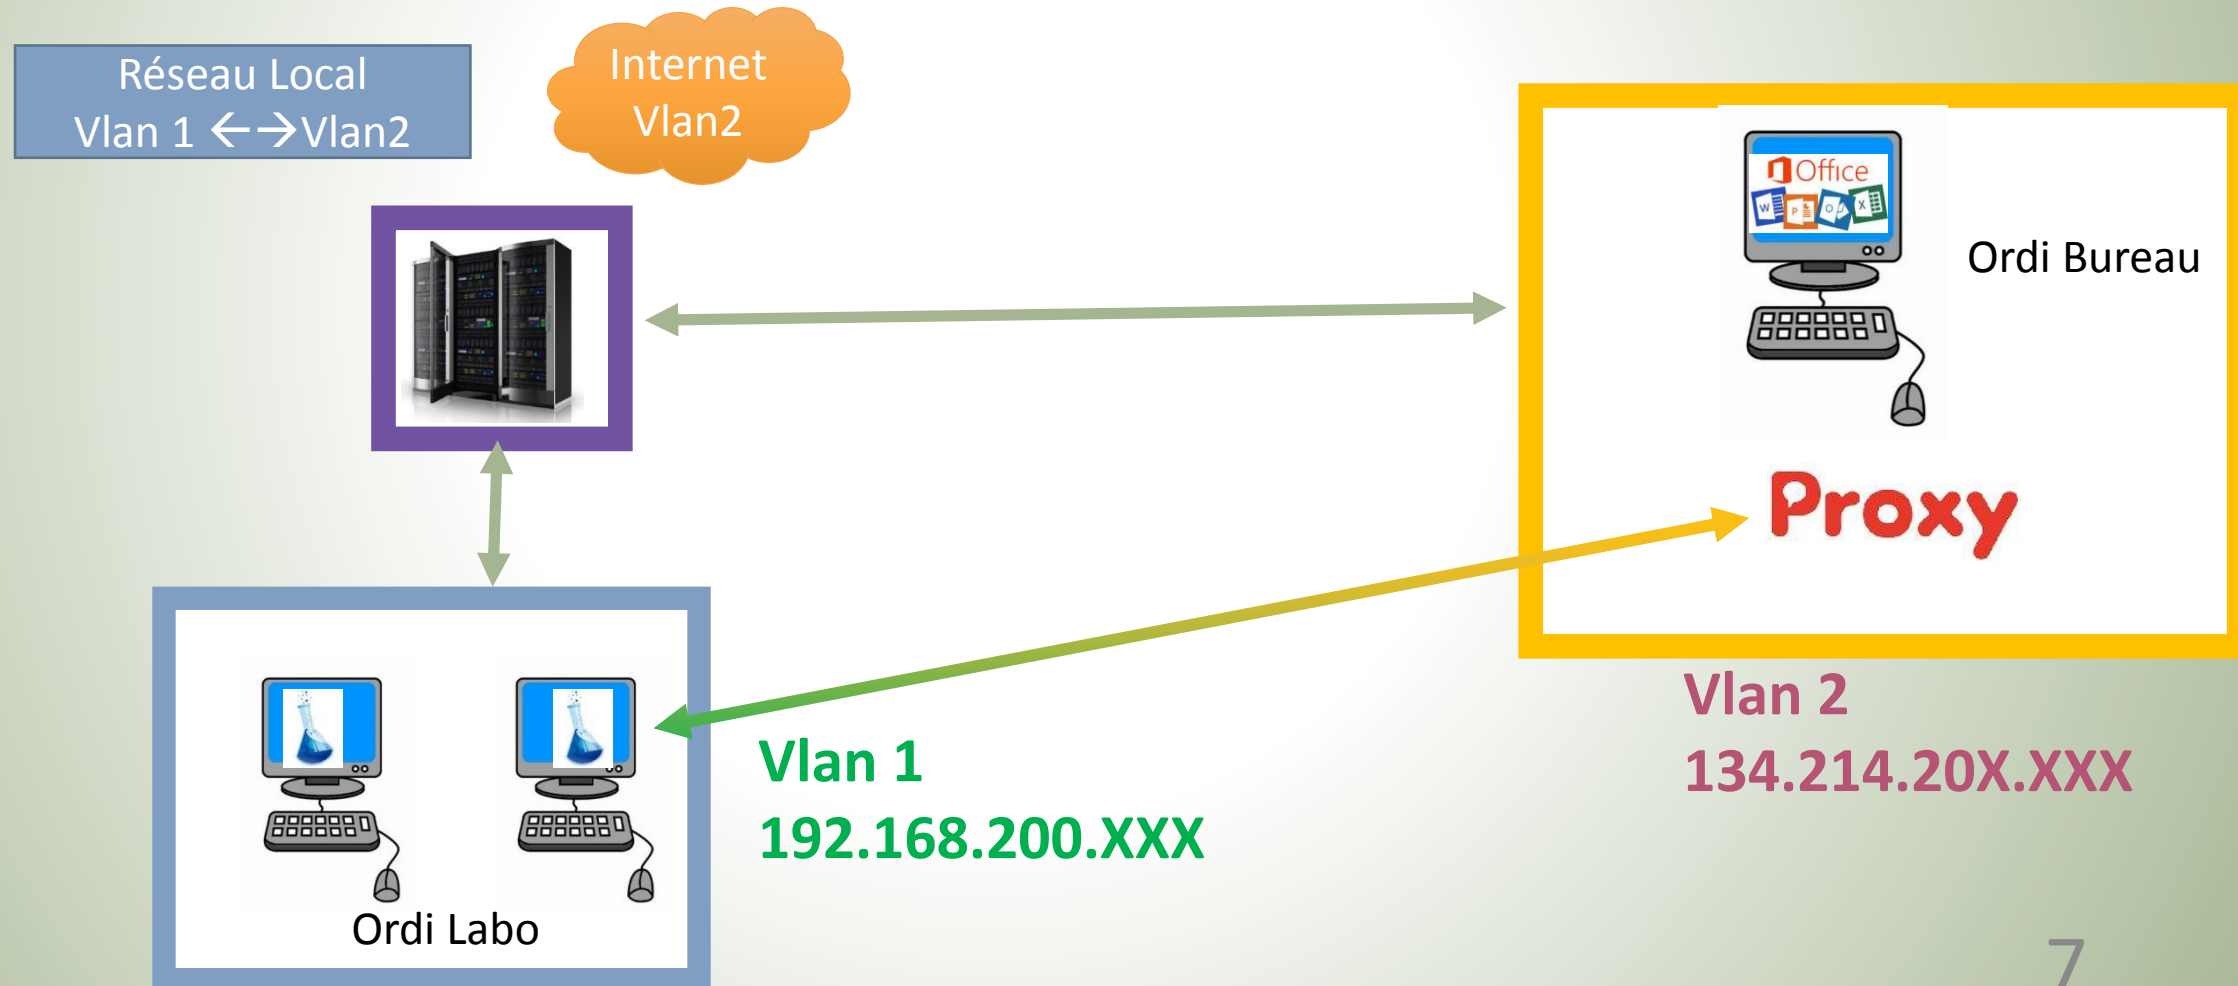 Réseau Local
Vlan 1 ←→Vlan2
Internet
Vlan2
Office
W P O X
Ordi Bureau
Proxy
Vlan 2
134.214.20X.XXX
Vlan 1
192.168.200.XXX
Ordi Labo
7